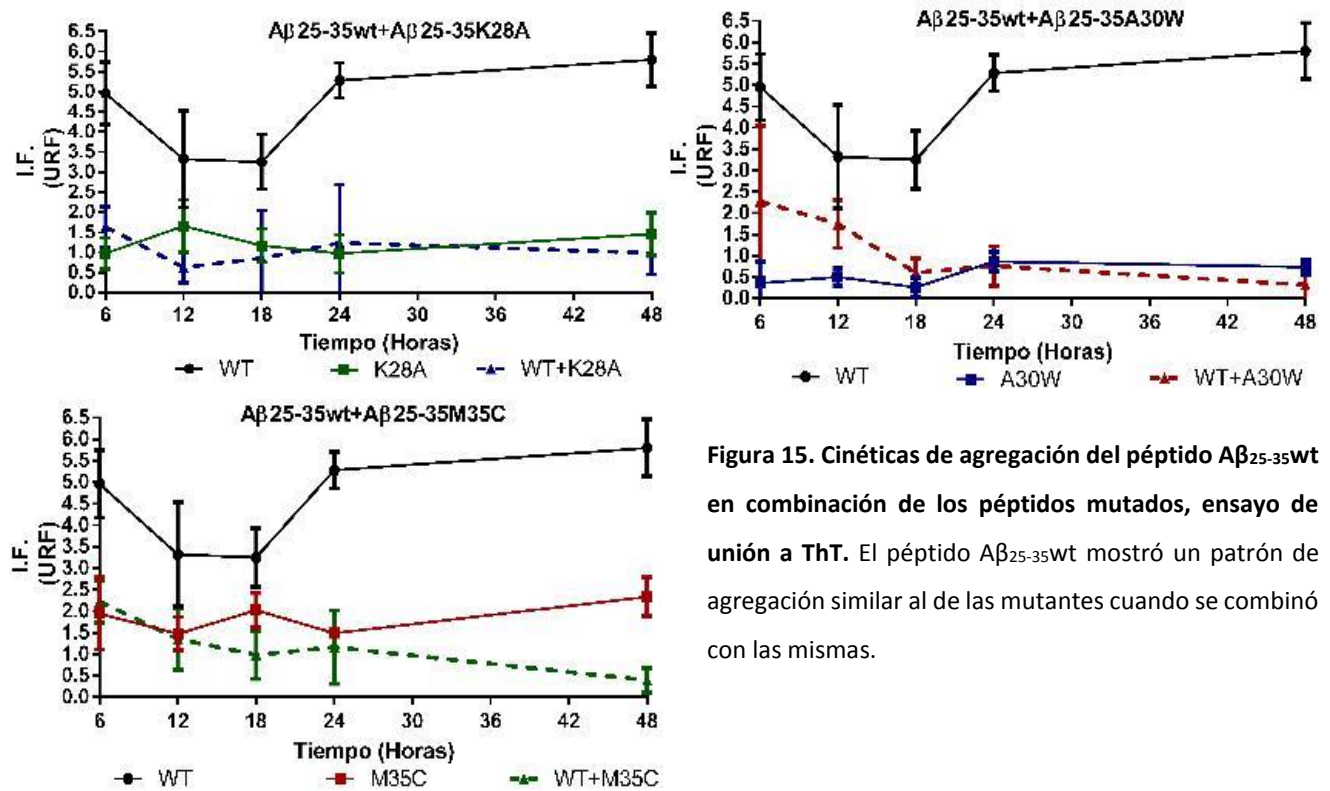 Aβ25-35wt+Aβ25-35K28A
6.5
6.0
5.5
5.0
4.5
4.0
3.5
3.0
2.5
2.0
1.5
1.0
0.5
0.0
I.F.
(URF)
6 12 18 24 30 36 42 48
Tiempo (Horas)
WT K28A WT+K28A
Aβ25-35wt+Aβ25-35A30W
6.5
6.0
5.5
5.0
4.5
4.0
3.5
3.0
2.5
2.0
1.5
1.0
0.5
0.0
I.F.
(URF)
6 12 18 24 30 36 42 48
Tiempo (Horas)
WT A30W WT+A30W
Aβ25-35wt+Aβ25-35M35C
6.5
6.0
5.5
5.0
4.5
4.0
3.5
3.0
2.5
2.0
1.5
1.0
0.5
0.0
I.F.
(URF)
6 12 18 24 30 36 42 48
Tiempo (Horas)
WT M35C WT+M35C
Figura 15. Cinéticas de agregación del péptido Aβ25-35wt
en combinación de los péptidos mutados, ensayo de
unión a ThT. El péptido Aβ25-35wt mostró un patrón de
agregación similar al de las mutantes cuando se combinó
con las mismas.